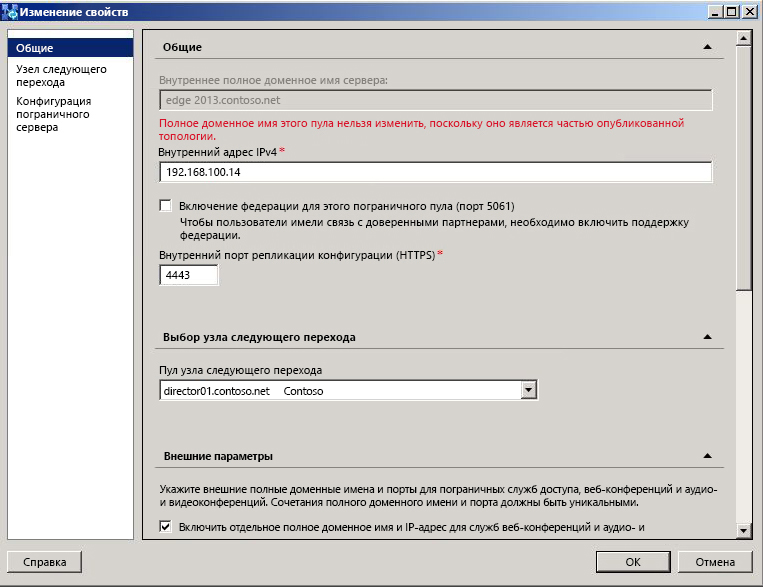 Изменение свойств
Общие
Узел следующего
перехода
Конфигурация
пограничного
сервера
Общие
Внутреннее полное доменное имя сервера:
edge 2013.contoso.net
Полное доменное имя этого пула нельзя изменить, поскольку оно является частью опубликованной
топологии.
Внутренний адрес IPv4 *
192.168.100.14
Включение федерации для этого пограничного пула (порт 5061)
Чтобы пользователи имели связь с доверенными партнерами, необходимо включить поддержку
федерации.
Внутренний порт репликации конфигурации (HTTPS) *
4443
Выбор узла следующего перехода
Пул узла следующего перехода
director01.contoso.net Contoso
Внешние параметры
Укажите внешние полные доменные имена и порты для пограничных служб доступа, веб-конференций и аудио-
и видеоконференций. Сочетания полного доменного имени и порта должны быть уникальными.
Включить отдельное полное доменное имя и IP-адрес для служб веб-конференций и аудио- и
Справка
ОК
Отмена